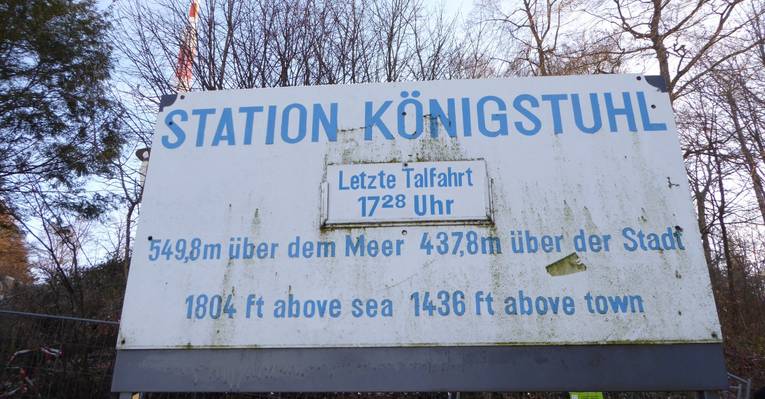 STATION KÖNIGSTUHL
Letzte Talfahrt
17²⁸ Uhr
549,8m über dem Meer 437,8m über der Stadt
1804 ft above sea 1436 ft above town